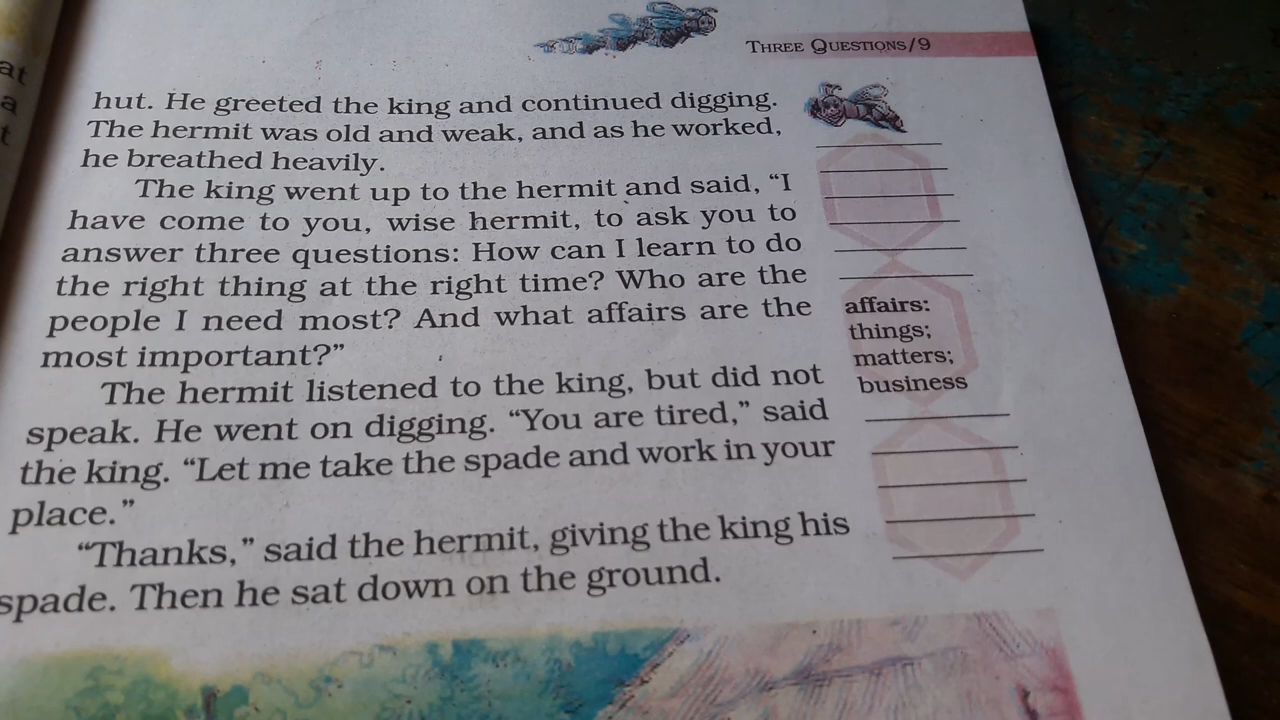 at
a
t
THREE QUESTIONS/9
hut. He greeted the king and continued digging.
The hermit was old and weak, and as he worked,
he breathed heavily.
The king went up to the hermit and said, “I
have come to you, wise hermit, to ask you to
answer three questions: How can I learn to do
the right thing at the right time? Who are the
people I need most? And what affairs are the
most important?”
The hermit listened to the king, but did not
speak. He went on digging. “You are tired,” said
the king. “Let me take the spade and work in your
place.”
“Thanks,” said the hermit, giving the king his
spade. Then he sat down on the ground.
affairs:
things;
matters;
business